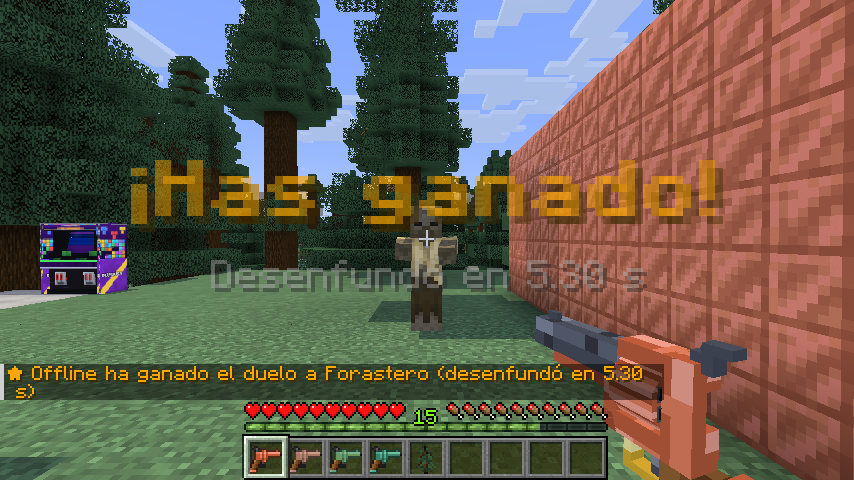 ¡Has ganado!
Desenfundó en 5.30 s
★ Offline ha ganado el duelo a Forastero (desenfundó en 5.30
s)
15